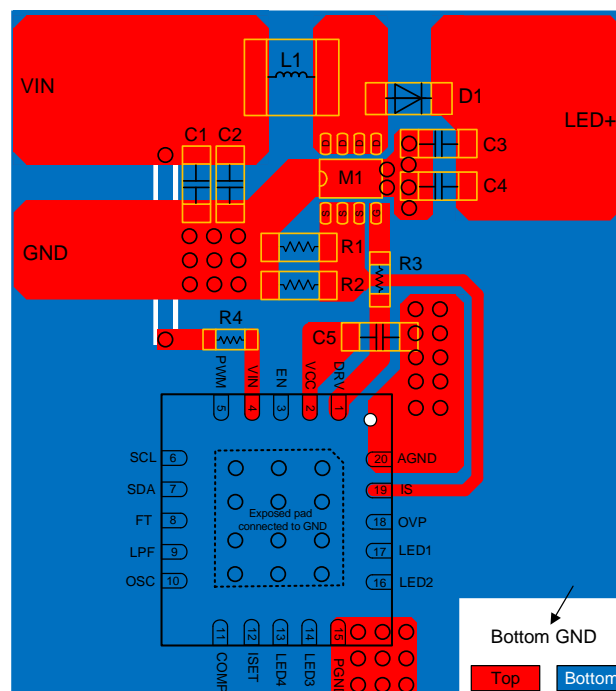 L1
VIN
D1
LED+
C1 C2
C3
D D D D
M1
C4
S S S G
GND
R1
R2
R3
R4
C5
PWM VIN EN VCC DRV
5 4 3 2 1
SCL 6
20 AGND
SDA 7
19 IS
Exposed pad
connected to GND
FT 8
18 OVP
LPF 9
17 LED1
OSC 10
16 LED2
11 12 13 14 15
COMP ISET LED4 LED3 PGND
Bottom GND
Top
Bottom